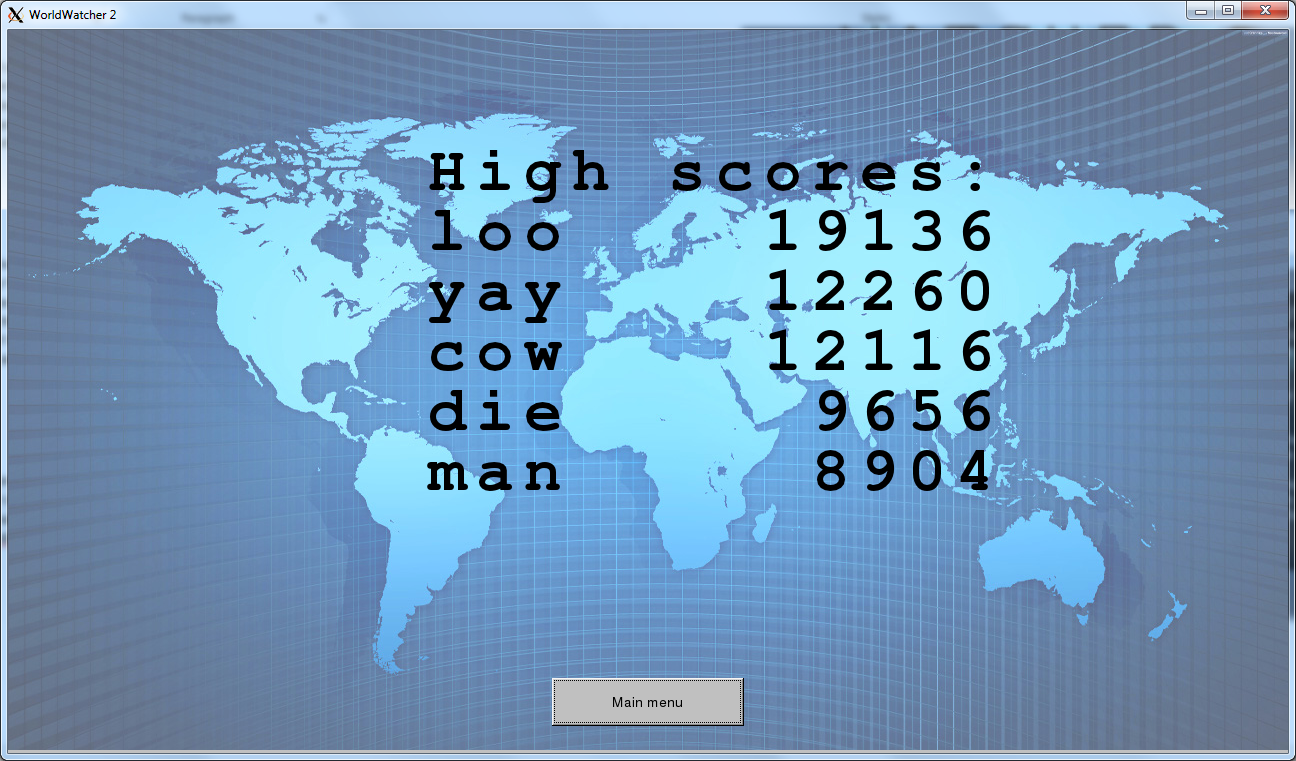 WorldWatcher 2
High scores:
loo 19136
yay 12260
cow 12116
die 9656
man 8904
Main menu